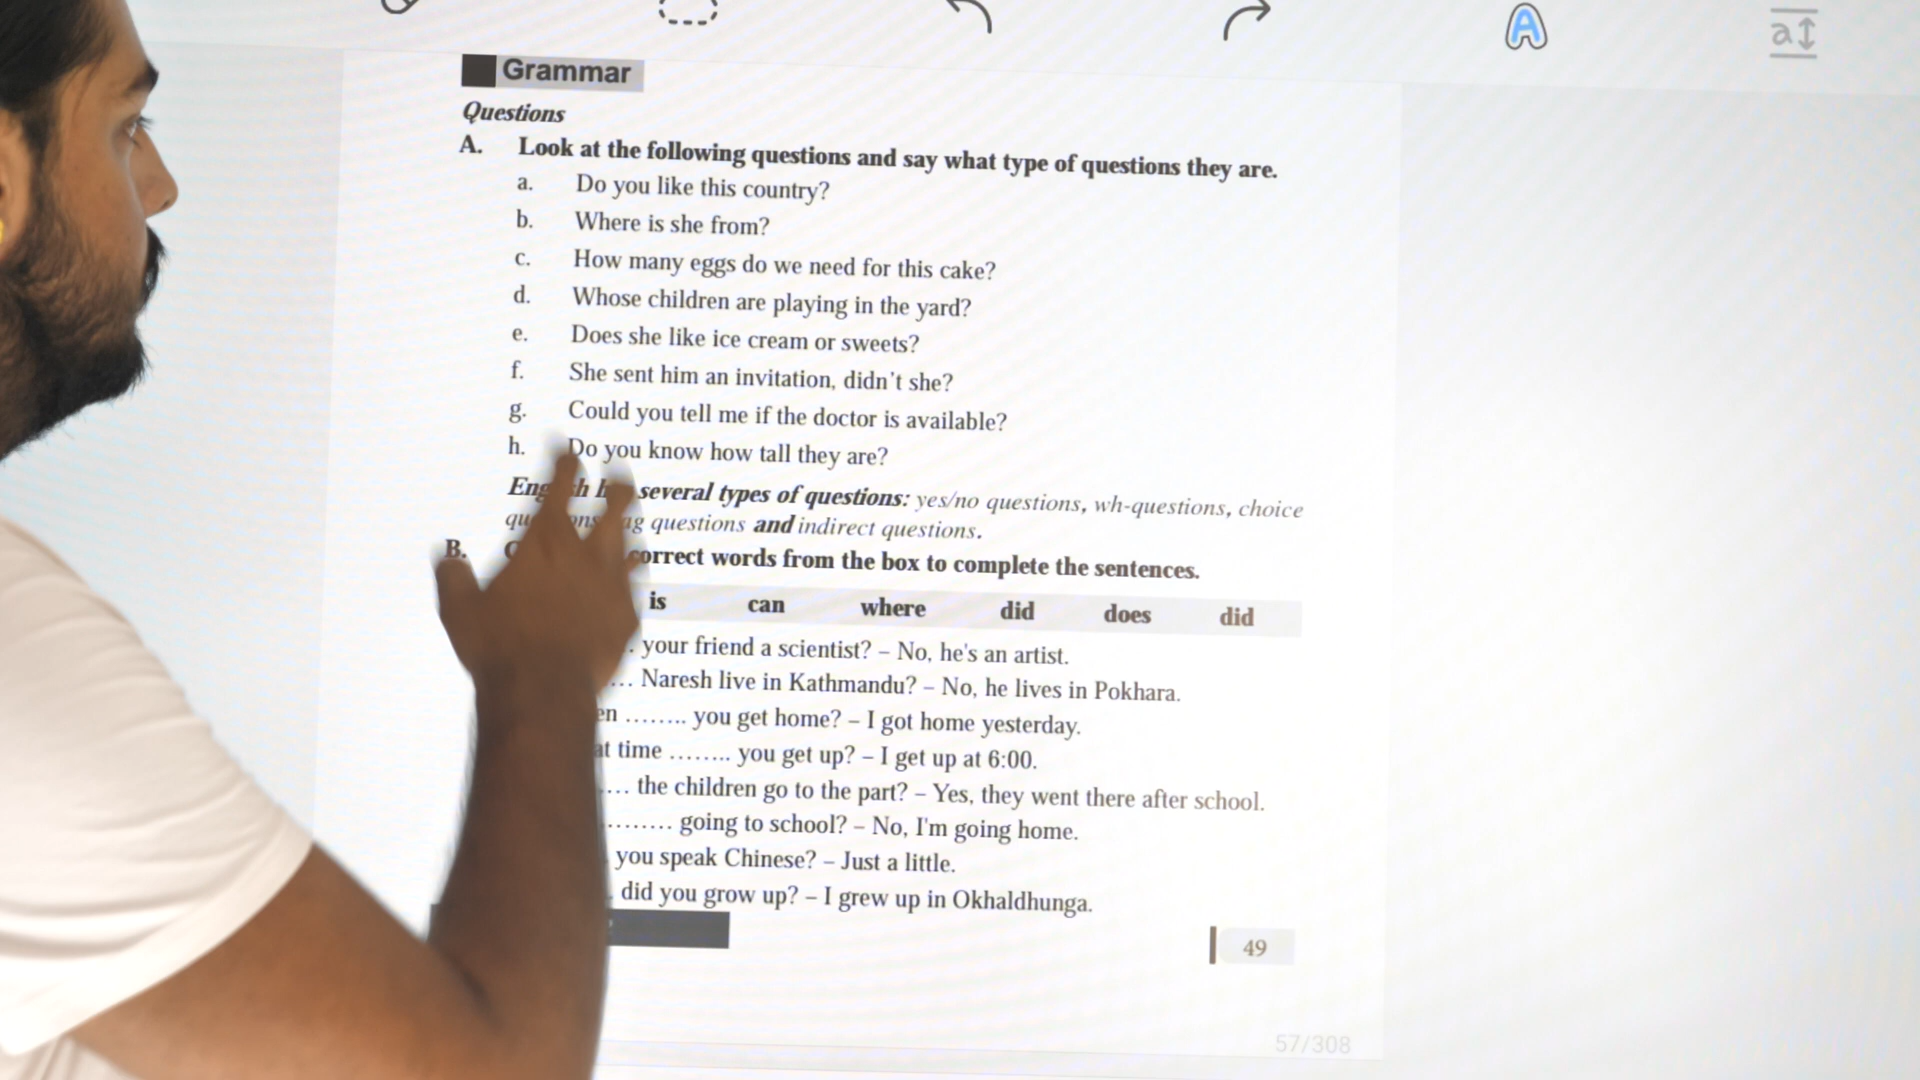 Grammar
Questions
A. Look at the following questions and say what type of questions they are.
a. Do you like this country?
b. Where is she from?
c. How many eggs do we need for this cake?
d. Whose children are playing in the yard?
e. Does she like ice cream or sweets?
f. She sent him an invitation, didn't she?
g. Could you tell me if the doctor is available?
h. Do you know how tall they are?
several types of questions: yes/no questions, wh-questions, choice
questions and indirect questions.
B. correct words from the box to complete the sentences.
is can where did does did
. your friend a scientist? – No, he's an artist.
... Naresh live in Kathmandu? – No, he lives in Pokhara.
........ you get home? – I got home yesterday.
time ........ you get up? – I get up at 6:00.
.... the children go to the part? – Yes, they went there after school.
........ going to school? – No, I'm going home.
you speak Chinese? – Just a little.
. did you grow up? – I grew up in Okhaldhunga.
49
57/308
A
a